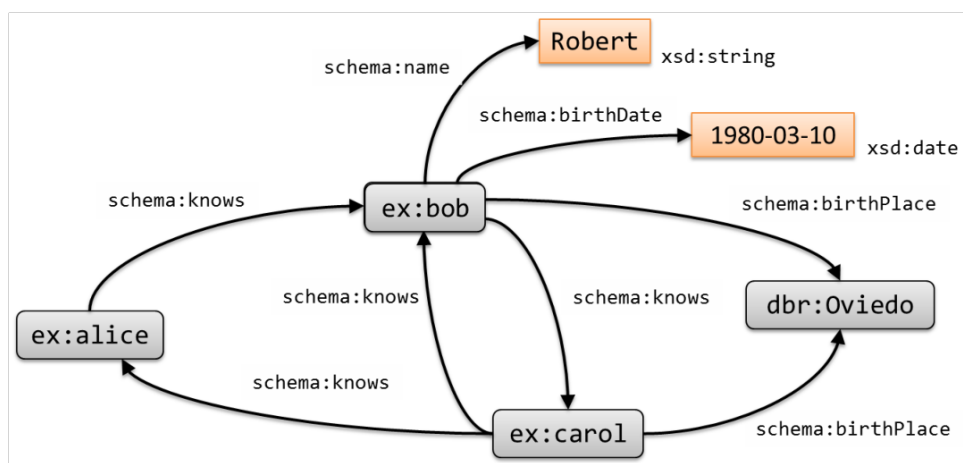 Robert
xsd:string
schema:name
schema:birthDate
1980-03-10
xsd:date
schema:knows
ex:bob
schema:birthPlace
schema:knows
schema:knows
dbr:Oviedo
ex:alice
schema:knows
ex:carol
schema:birthPlace